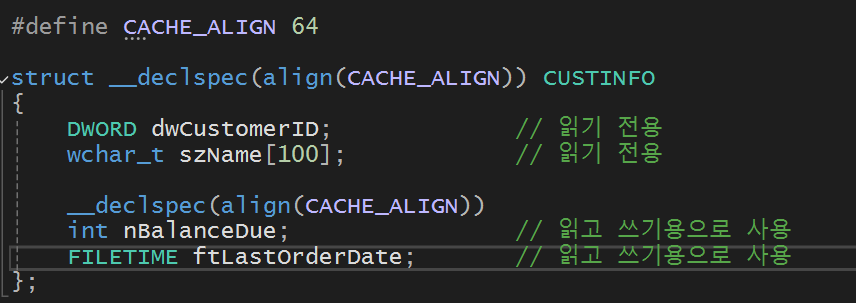 #define CACHE_ALIGN 64
struct __declspec(align(CACHE_ALIGN)) CUSTINFO
{
DWORD dwCustomerID; // 읽기 전용
wchar_t szName[100]; // 읽기 전용
__declspec(align(CACHE_ALIGN))
int nBalanceDue; // 읽고 쓰기용으로 사용
FILETIME ftLastOrderDate; // 읽고 쓰기용으로 사용
};